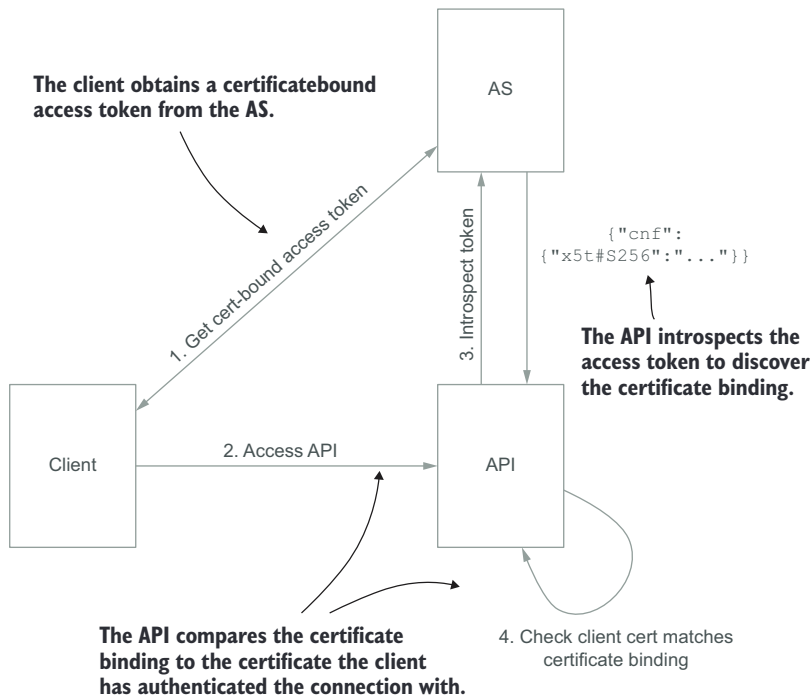 The client obtains a certificatebound
access token from the AS.
AS
1. Get cert-bound access token
3. Introspect token
{"cnf":
{"x5t#S256":"..."}}
The API introspects the
access token to discover
the certificate binding.
Client
2. Access API
API
The API compares the certificate
binding to the certificate the client
has authenticated the connection with.
4. Check client cert matches
certificate binding